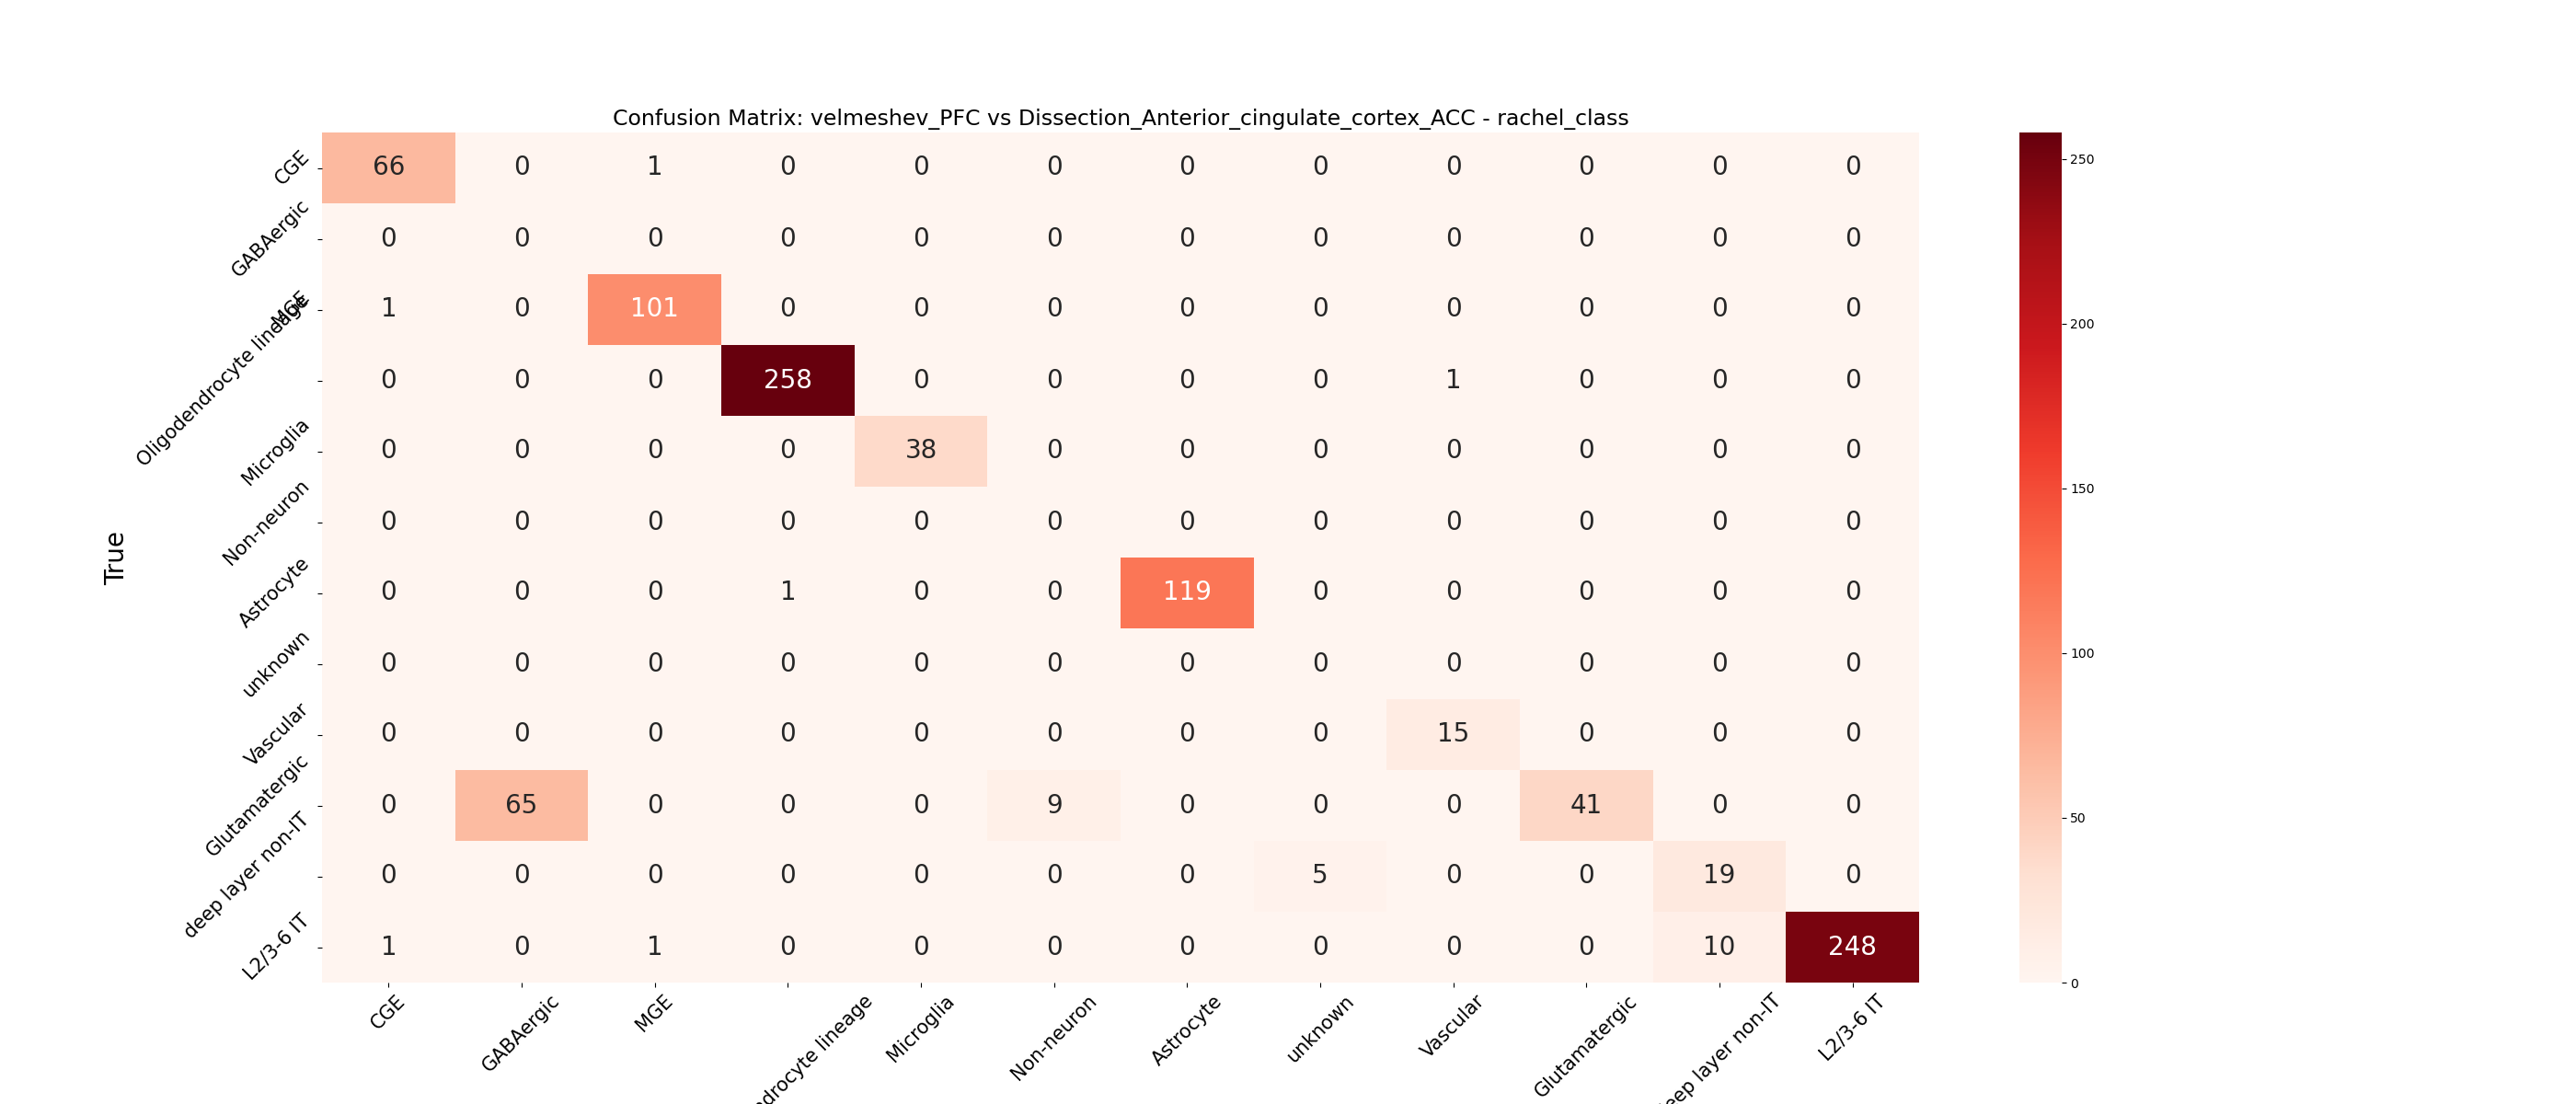 Confusion Matrix: velmeshev_PFC vs Dissection_Anterior_cingulate_cortex_ACC - rachel_class
True
CGE 66 0 1 0 0 0 0 0 0 0 0 0
GABAergic 0 0 0 0 0 0 0 0 0 0 0 0
MGE 1 0 101 0 0 0 0 0 0 0 0 0
Oligodendrocyte lineage 0 0 0 258 0 0 0 0 1 0 0 0
Microglia 0 0 0 0 38 0 0 0 0 0 0 0
Non-neuron 0 0 0 0 0 0 0 0 0 0 0 0
Astrocyte 0 0 0 1 0 0 119 0 0 0 0 0
unknown 0 0 0 0 0 0 0 0 0 0 0 0
Vascular 0 0 0 0 0 0 0 0 15 0 0 0
Glutamatergic 0 65 0 0 0 9 0 0 0 41 0 0
deep layer non-IT 0 0 0 0 0 0 0 5 0 0 19 0
L2/3-6 IT 1 0 1 0 0 0 0 0 0 0 10 248
CGE GABAergic MGE ndrocyte lineage Microglia Non-neuron Astrocyte unknown Vascular Glutamatergic eep layer non-IT L2/3-6 IT
250
200
150
100
50
0